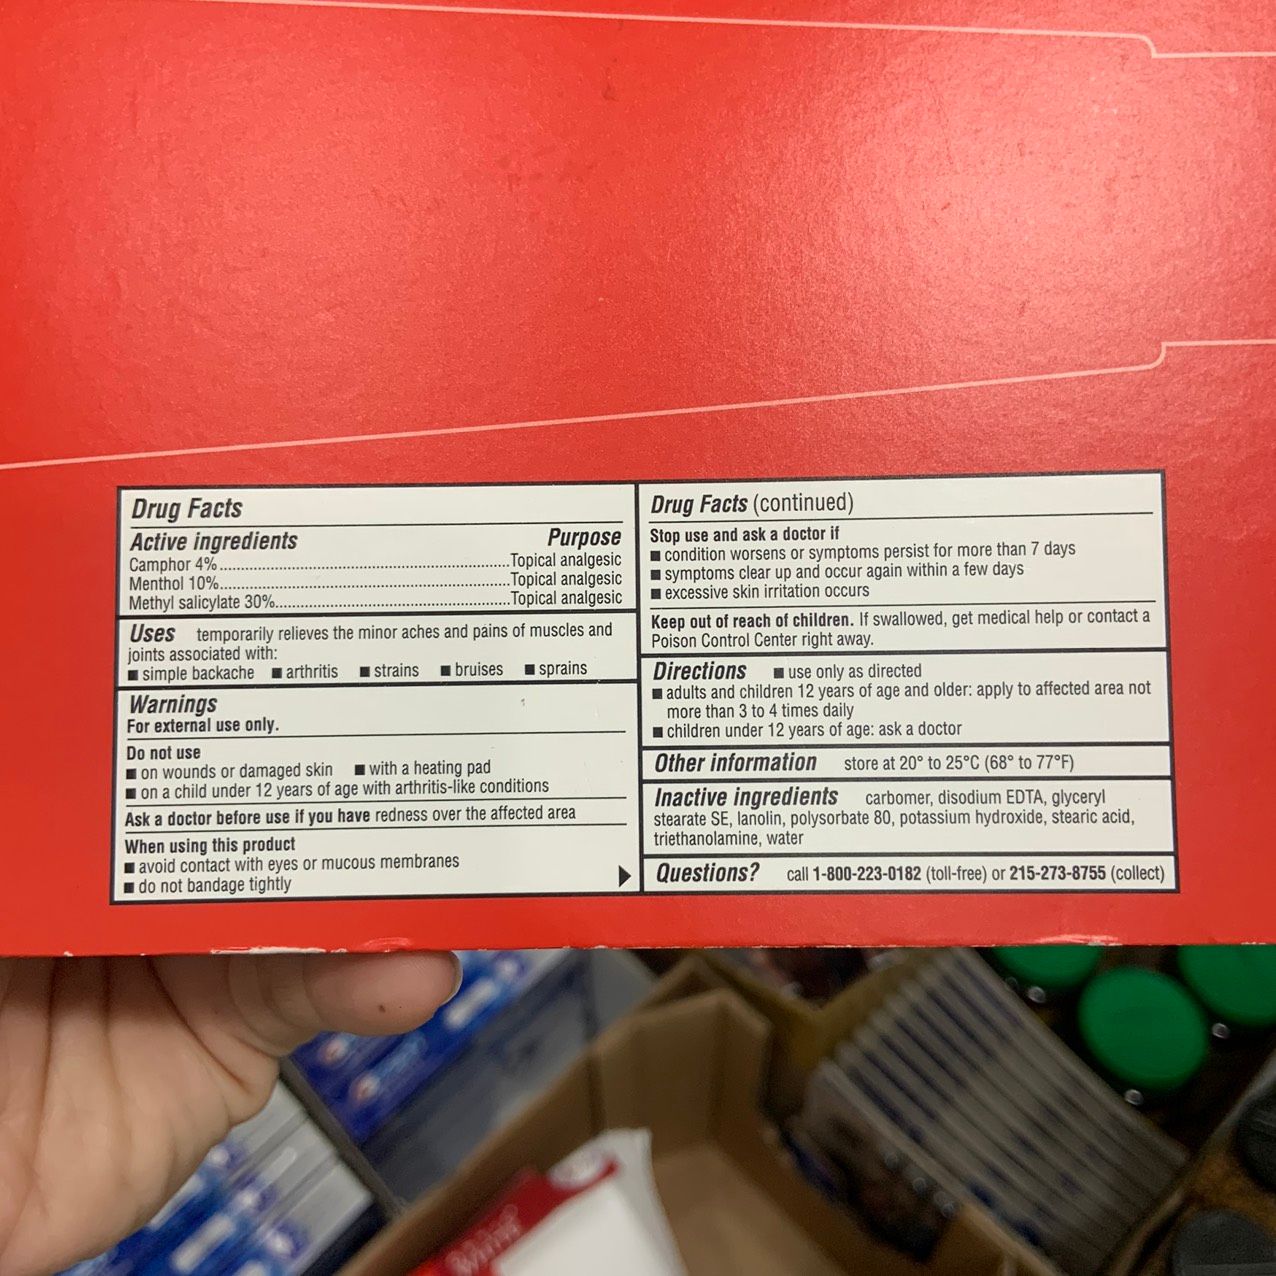 Drug Facts
Active ingredients Purpose
Camphor 4%..........................................................Topical analgesic
Menthol 10%..........................................................Topical analgesic
Methyl salicylate 30%...............................................Topical analgesic
Uses temporarily relieves the minor aches and pains of muscles and
joints associated with:
■ simple backache ■ arthritis ■ strains ■ bruises ■ sprains
Warnings
For external use only.
Do not use
■ on wounds or damaged skin ■ with a heating pad
■ on a child under 12 years of age with arthritis-like conditions
Ask a doctor before use if you have redness over the affected area
When using this product
■ avoid contact with eyes or mucous membranes
■ do not bandage tightly
Drug Facts (continued)
Stop use and ask a doctor if
■ condition worsens or symptoms persist for more than 7 days
■ symptoms clear up and occur again within a few days
■ excessive skin irritation occurs
Keep out of reach of children. If swallowed, get medical help or contact a
Poison Control Center right away.
Directions ■ use only as directed
■ adults and children 12 years of age and older: apply to affected area not
more than 3 to 4 times daily
■ children under 12 years of age: ask a doctor
Other information store at 20° to 25°C (68° to 77°F)
Inactive ingredients carbomer, disodium EDTA, glyceryl
stearate SE, lanolin, polysorbate 80, potassium hydroxide, stearic acid,
triethanolamine, water
Questions? call 1-800-223-0182 (toll-free) or 215-273-8755 (collect)